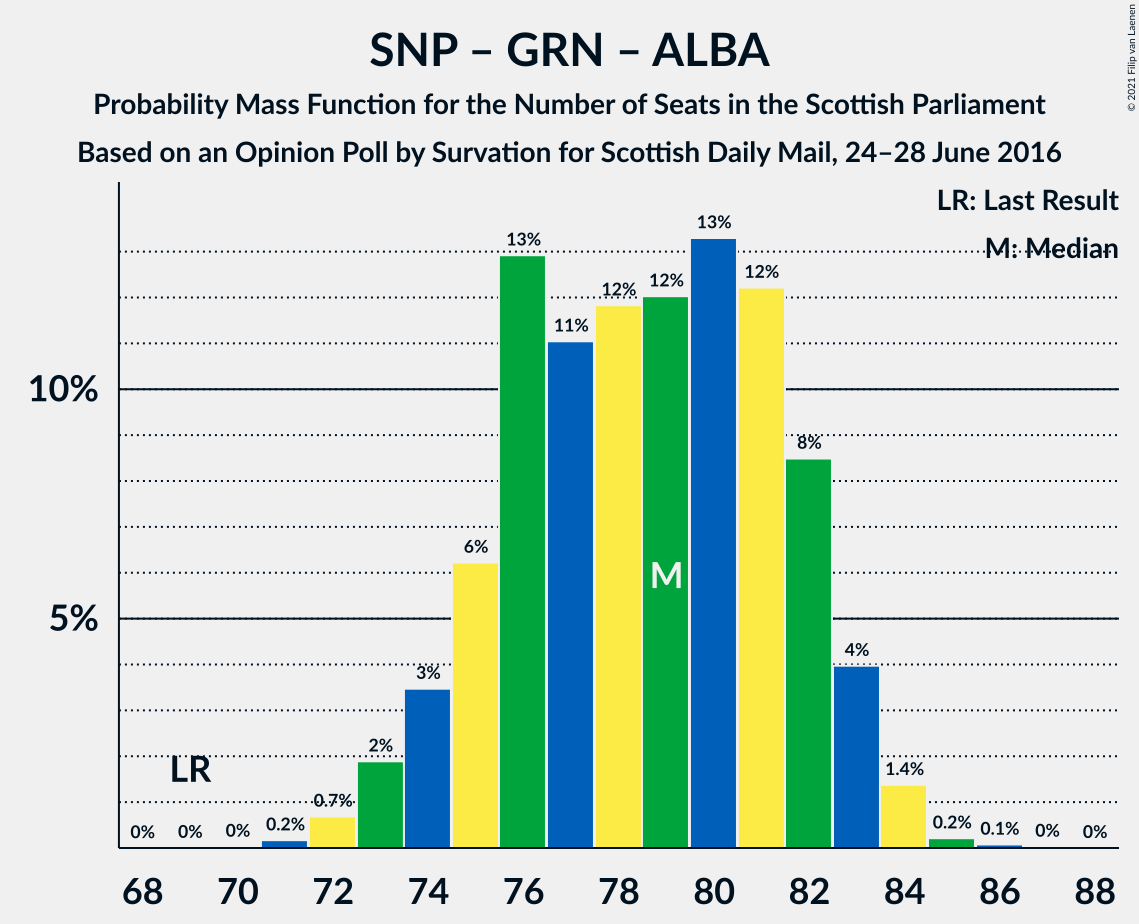 SNP – GRN – ALBA
Probability Mass Function for the Number of Seats in the Scottish Parliament
Based on an Opinion Poll by Survation for Scottish Daily Mail, 24–28 June 2016
© 2021 Filip van Laenen
LR: Last Result
M: Median
10%
5%
0%
0%
0%
0.2%
0.7%
2%
3%
6%
13%
11%
12%
12%
13%
12%
8%
4%
1.4%
0.2%
0.1%
0%
0%
LR
M
68 70 72 74 76 78 80 82 84 86 88